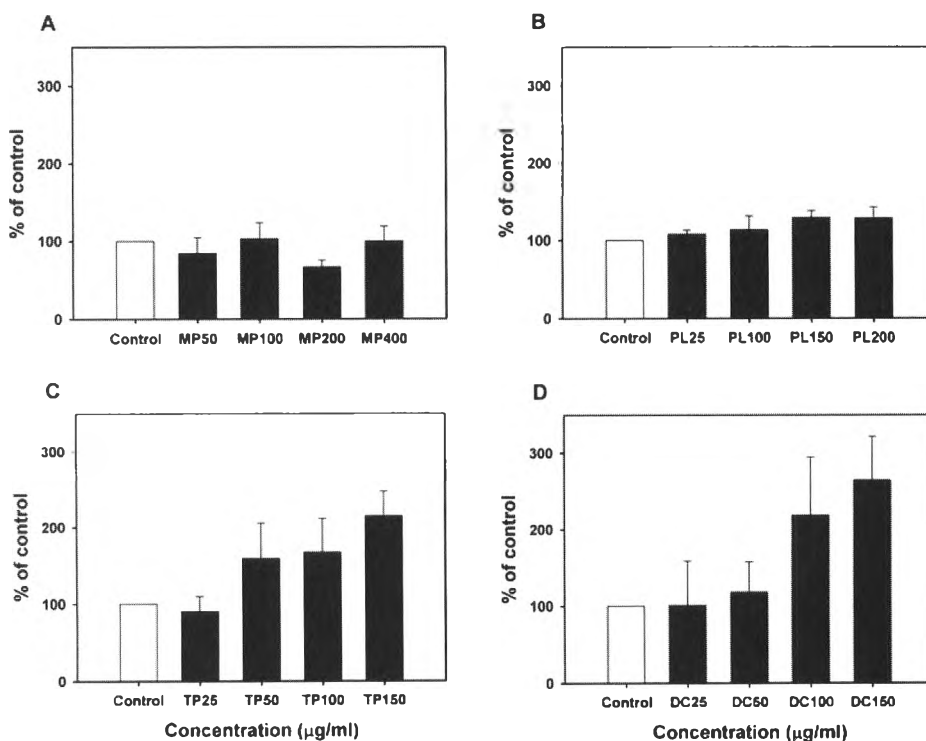 A
% of control
300
200
100
0
Control MP50 MP100 MP200 MP400
B
% of control
300
200
100
0
Control PL25 PL100 PL150 PL200
C
% of control
300
200
100
0
Control TP25 TP50 TP100 TP150
Concentration (µg/ml)
D
% of control
300
200
100
0
Control DC25 DC50 DC100 DC150
Concentration (µg/ml)